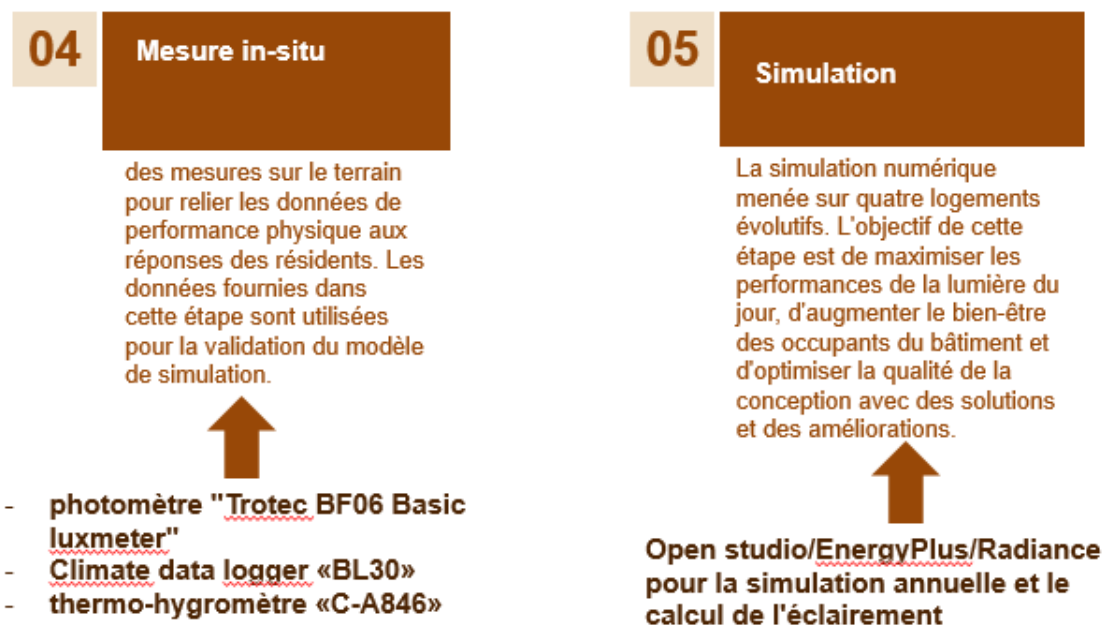 04
Mesure in-situ
des mesures sur le terrain
pour relier les données de
performance physique aux
réponses des résidents. Les
données fournies dans
cette étape sont utilisées
pour la validation du modèle
de simulation.
- photomètre "Trotec BF06 Basic
luxmeter"
- Climate data logger «BL30»
- thermo-hygromètre «C-A846»
05
Simulation
La simulation numérique
menée sur quatre logements
évolutifs. L'objectif de cette
étape est de maximiser les
performances de la lumière du
jour, d'augmenter le bien-être
des occupants du bâtiment et
d'optimiser la qualité de la
conception avec des solutions
et des améliorations.
Open studio/EnergyPlus/Radiance
pour la simulation annuelle et le
calcul de l'éclairement